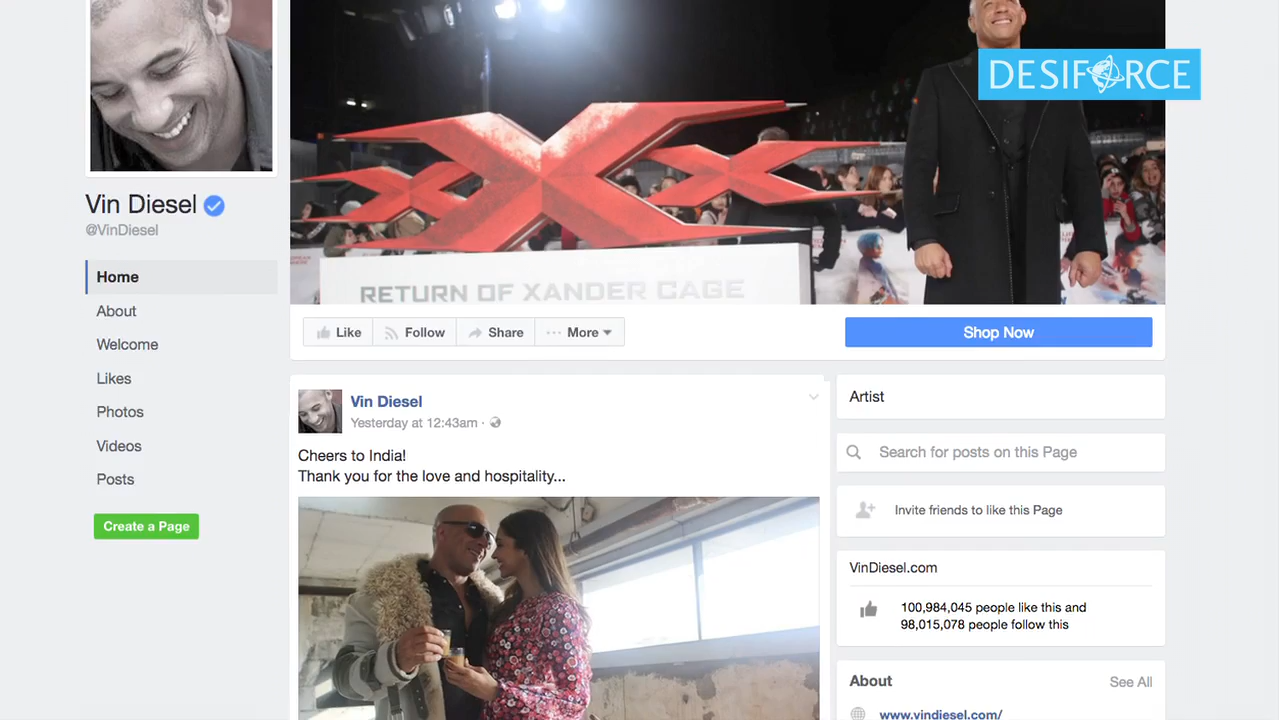 DESIFORCE
Vin Diesel
@VinDiesel
Home
About
Welcome
Likes
Photos
Videos
Posts
Create a Page
RETURN OF XANDER CAGE
Like
Follow
Share
More
Shop Now
Vin Diesel
Yesterday at 12:43am ·
Cheers to India!
Thank you for the love and hospitality...
Artist
Search for posts on this Page
Invite friends to like this Page
VinDiesel.com
100,984,045 people like this and
98,015,078 people follow this
About
See All
www.vindiesel.com/